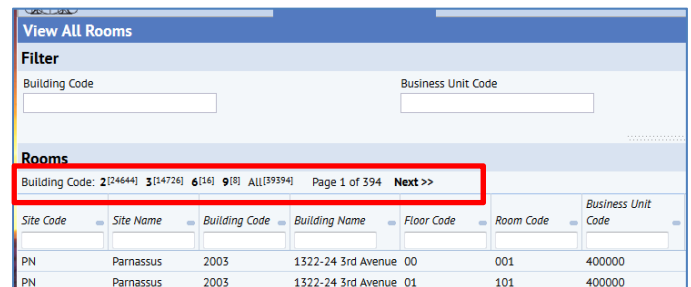 View All Rooms
Filter
Building Code Business Unit Code
Rooms
Building Code: 2[24644] 3[14726] 6[16] 9[8] All[39394] Page 1 of 394 Next >>
Site Code Site Name Building Code Building Name Floor Code Room Code Business Unit Code
PN Parnassus 2003 1322-24 3rd Avenue 00 001 400000
PN Parnassus 2003 1322-24 3rd Avenue 01 101 400000